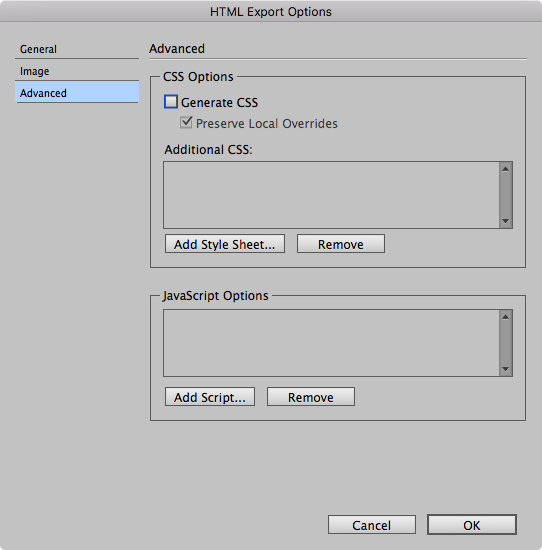 HTML Export Options
General
Image
Advanced
Advanced
CSS Options
Generate CSS
Preserve Local Overrides
Additional CSS:
Add Style Sheet...
Remove
JavaScript Options
Add Script...
Remove
Cancel
OK